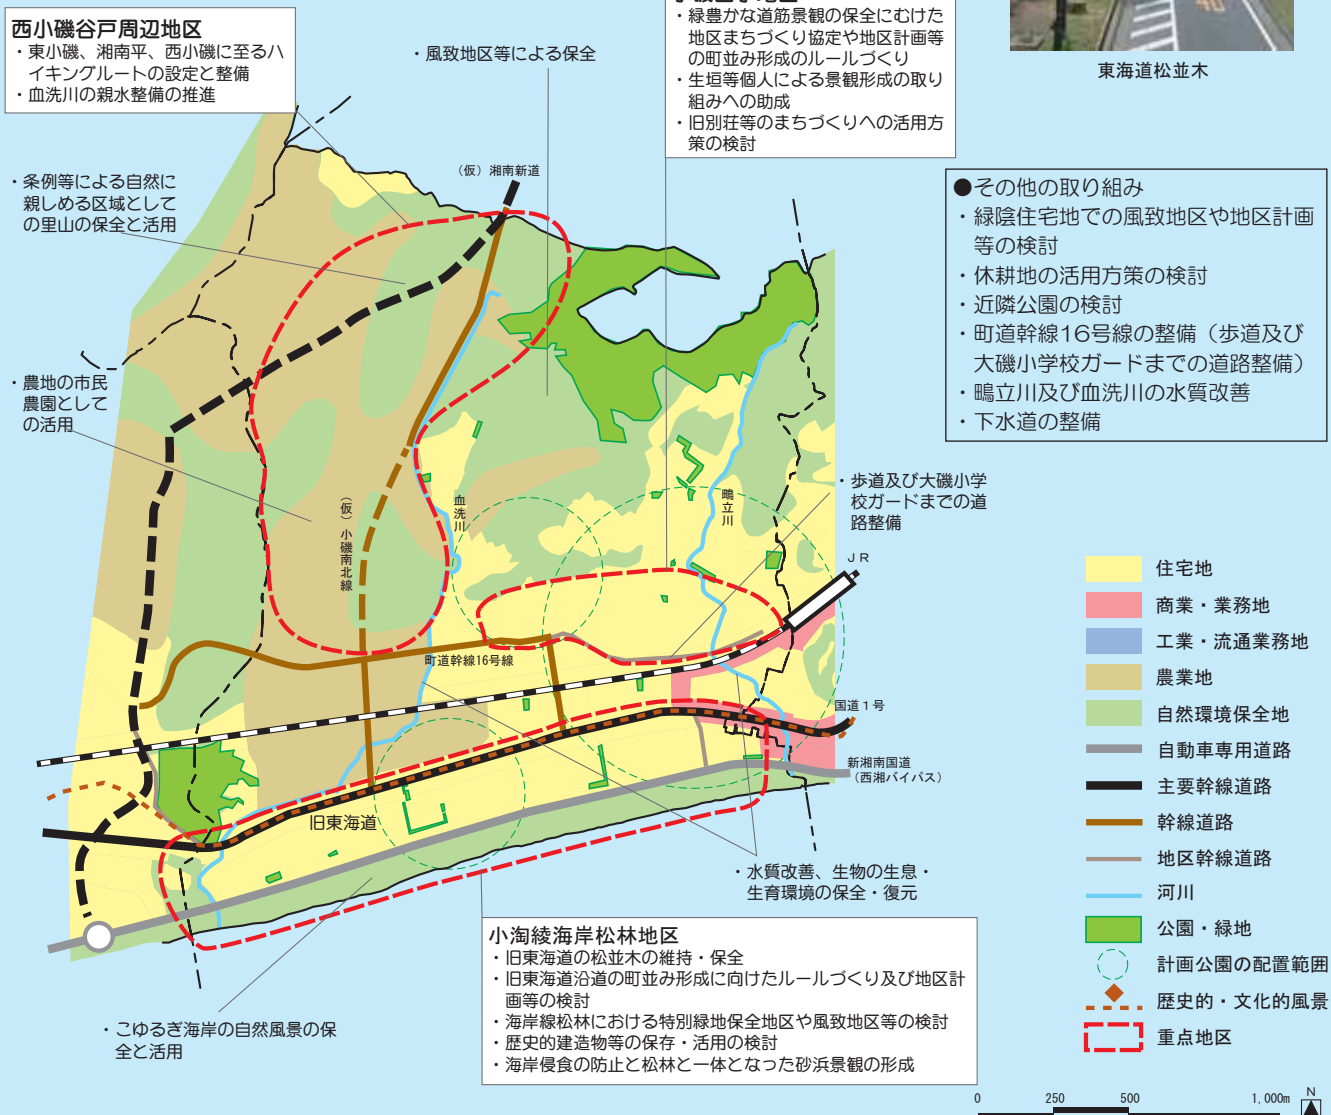 西小磯谷戸周辺地区
・東小磯、湘南平、西小磯に至るハ
イキングルートの設定と整備
・血洗川の親水整備の推進
・風致地区等による保全
・緑豊かな道筋景観の保全にむけた
地区まちづくり協定や地区計画等
の町並み形成のルールづくり
・生垣等個人による景観形成の取り
組みへの助成
・旧別荘等のまちづくりへの活用方
策の検討
東海道松並木
・条例等による自然に
親しめる区域として
の里山の保全と活用
(仮)湘南新道
●その他の取り組み
・緑陰住宅地での風致地区や地区計画
等の検討
・休耕地の活用方策の検討
・近隣公園の検討
・町道幹線16号線の整備（歩道及び
大磯小学校ガードまでの道路整備）
・鴫立川及び血洗川の水質改善
・下水道の整備
・農地の市民
農園として
の活用
(仮)小磯南北線
血洗川
鴫立川
・歩道及び大磯小学
校ガードまでの道
路整備
JR
町道幹線16号線
国道1号
新湘南国道
(西湘バイパス)
旧東海道
住宅地
商業・業務地
工業・流通業務地
農業地
自然環境保全地
自動車専用道路
主要幹線道路
幹線道路
地区幹線道路
河川
公園・緑地
計画公園の配置範囲
歴史的・文化的風景
重点地区
・水質改善、生物の生息・
生育環境の保全・復元
小淘綾海岸松林地区
・旧東海道の松並木の維持・保全
・旧東海道沿道の町並み形成に向けたルールづくり及び地区計
画等の検討
・海岸線松林における特別緑地保全地区や風致地区等の検討
・歴史的建造物等の保存・活用の検討
・海岸侵食の防止と松林と一体となった砂浜景観の形成
・こゆるぎ海岸の自然風景の保
全と活用
0 250 500 1,000m
N